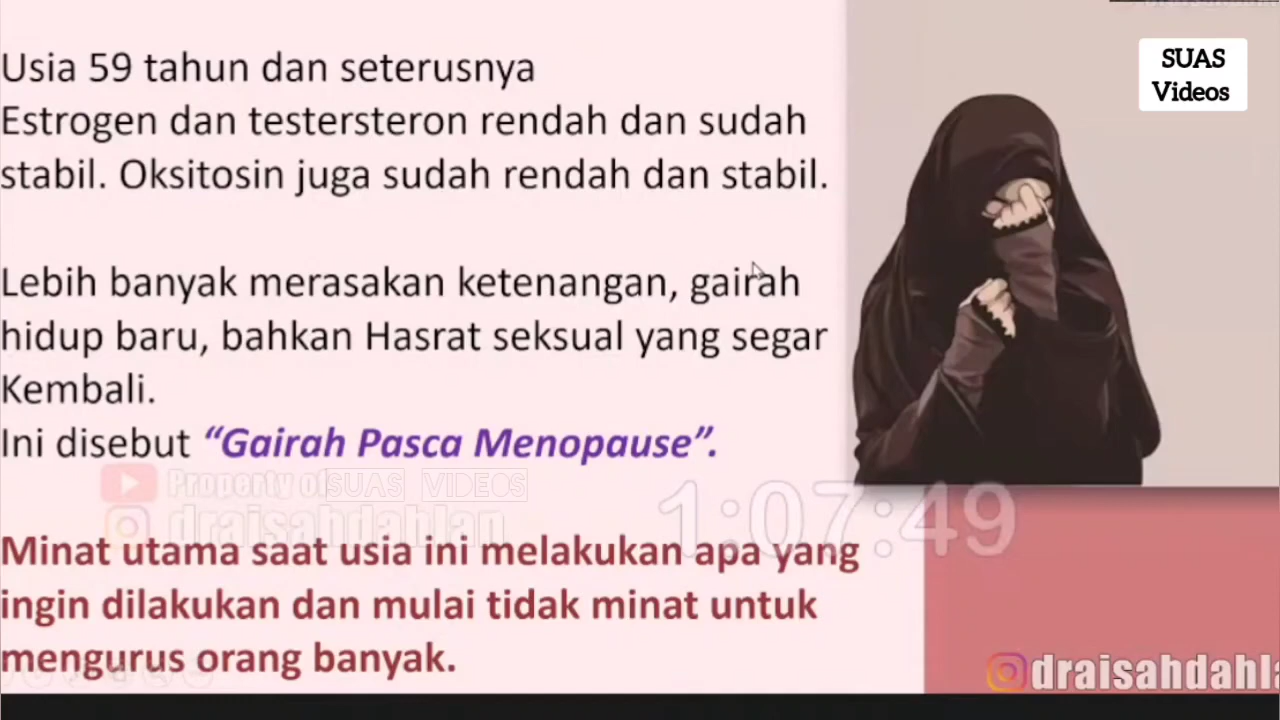 SUAS
Videos
Usia 59 tahun dan seterusnya
Estrogen dan testersteron rendah dan sudah
stabil. Oksitosin juga sudah rendah dan stabil.
Lebih banyak merasakan ketenangan, gairah
hidup baru, bahkan Hasrat seksual yang segar
Kembali.
Ini disebut “Gairah Pasca Menopause”.
Property of SUAS VIDEOS
draisahdahlan
1:07:49
Minat utama saat usia ini melakukan apa yang
ingin dilakukan dan mulai tidak minat untuk
mengurus orang banyak.
draisahdahla